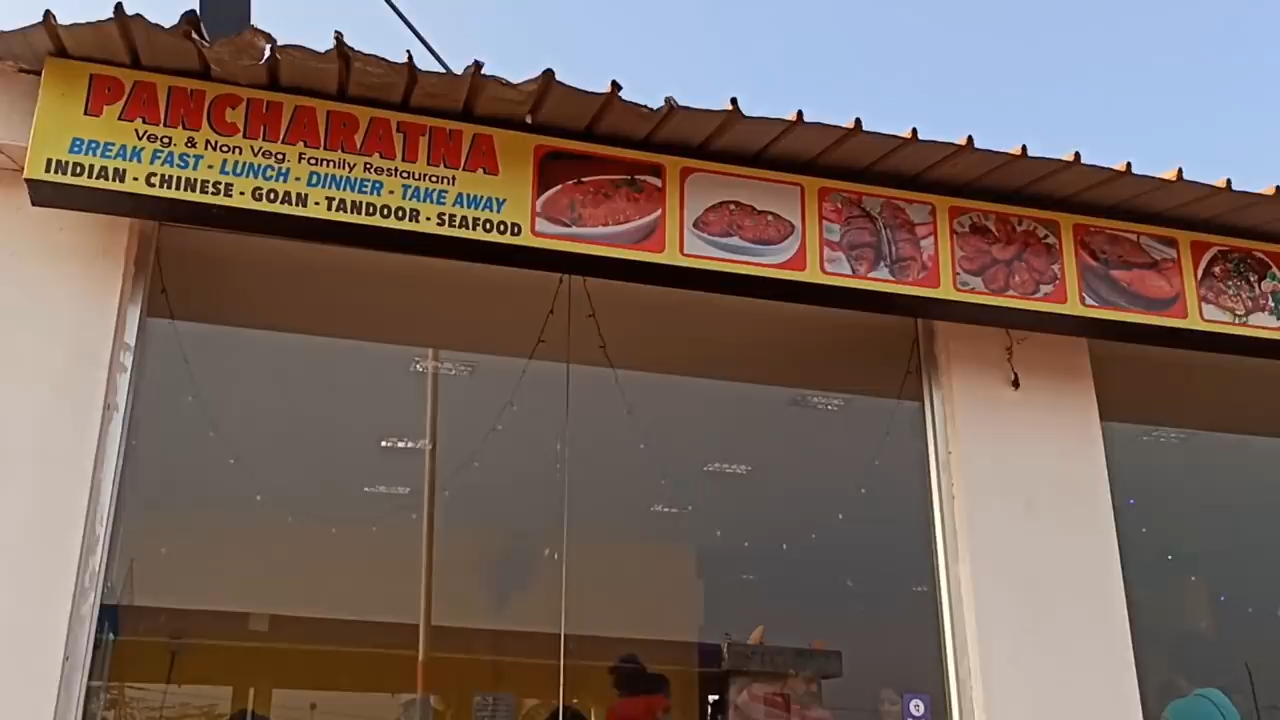 PANCHARATNA
Veg. & Non Veg. Family Restaurant
BREAK FAST - LUNCH - DINNER - TAKE AWAY
INDIAN - CHINESE - GOAN - TANDOOR - SEAFOOD